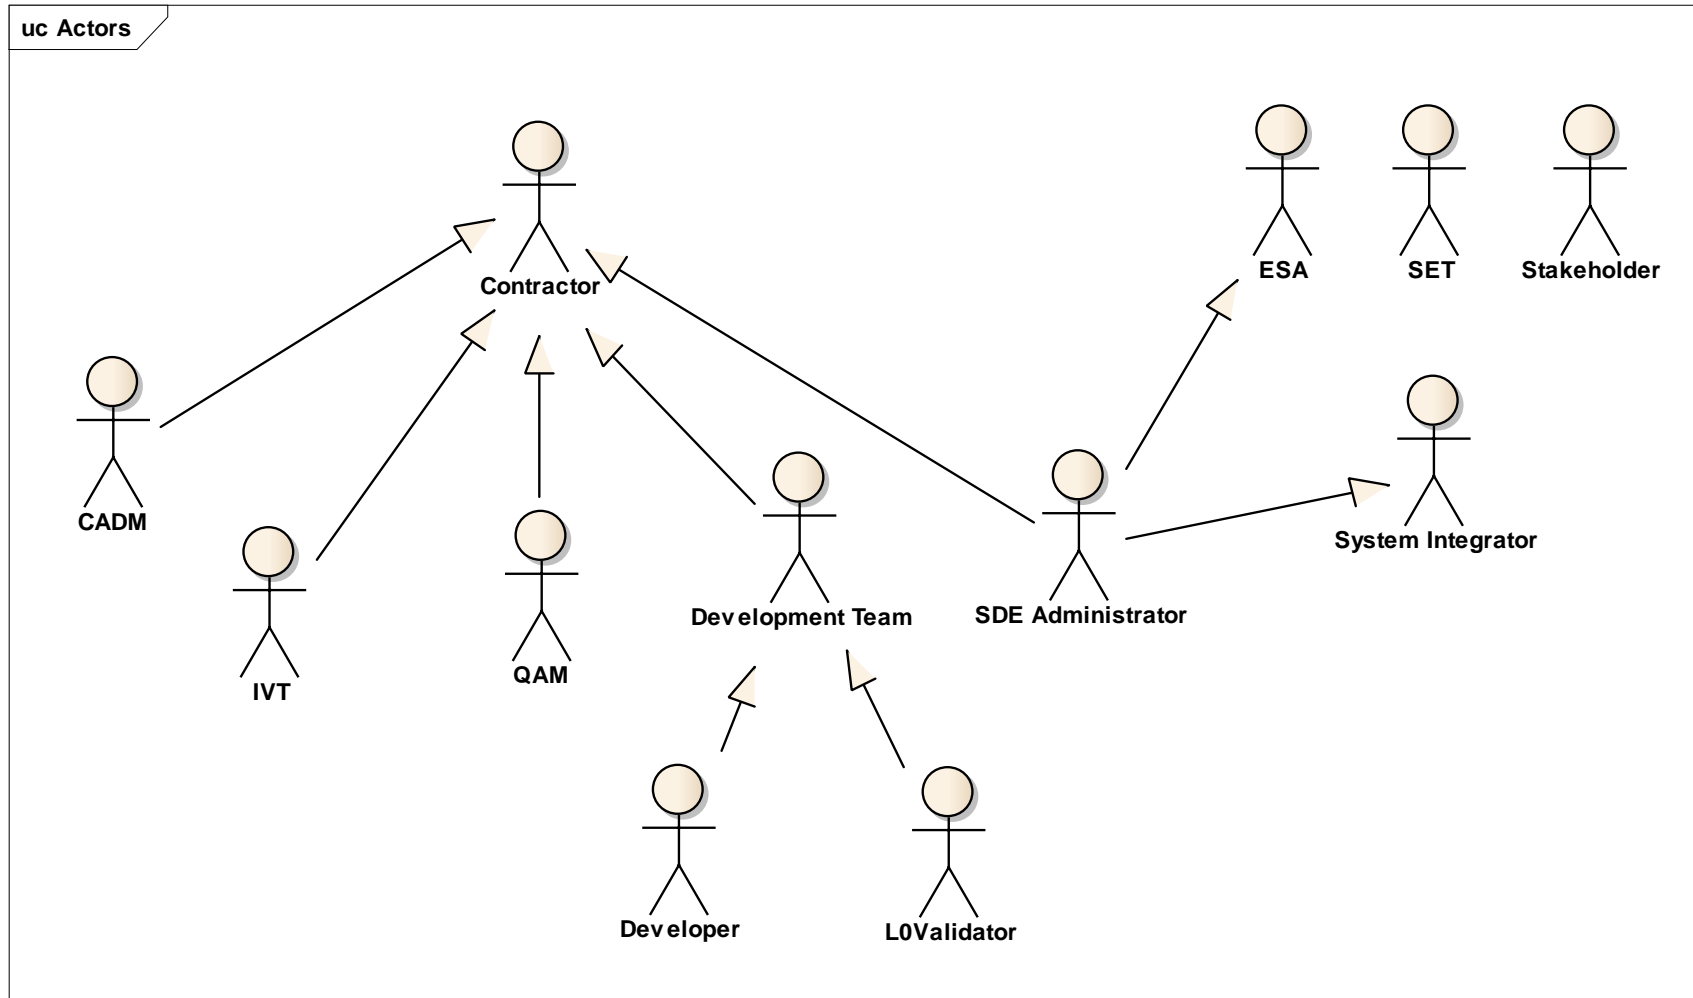 uc Actors
Contractor
ESA
SET
Stakeholder
CADM
System Integrator
IVT
QAM
Development Team
SDE Administrator
Developer
L0Validator